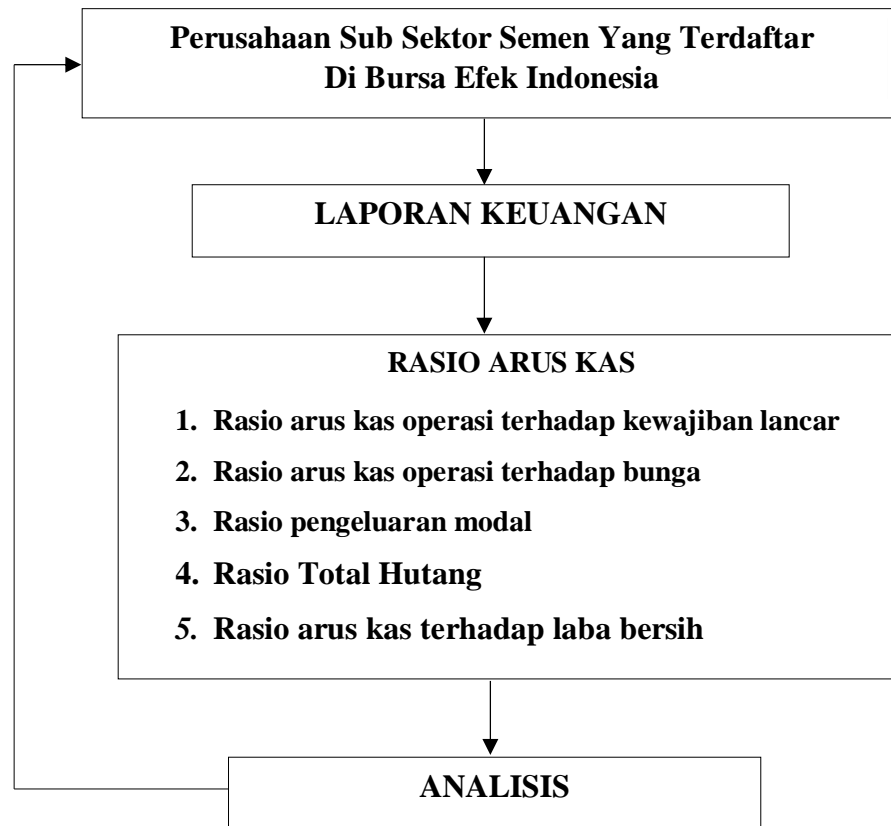 Perusahaan Sub Sektor Semen Yang Terdaftar
Di Bursa Efek Indonesia
LAPORAN KEUANGAN
RASIO ARUS KAS
1. Rasio arus kas operasi terhadap kewajiban lancar
2. Rasio arus kas operasi terhadap bunga
3. Rasio pengeluaran modal
4. Rasio Total Hutang
5. Rasio arus kas terhadap laba bersih
ANALISIS